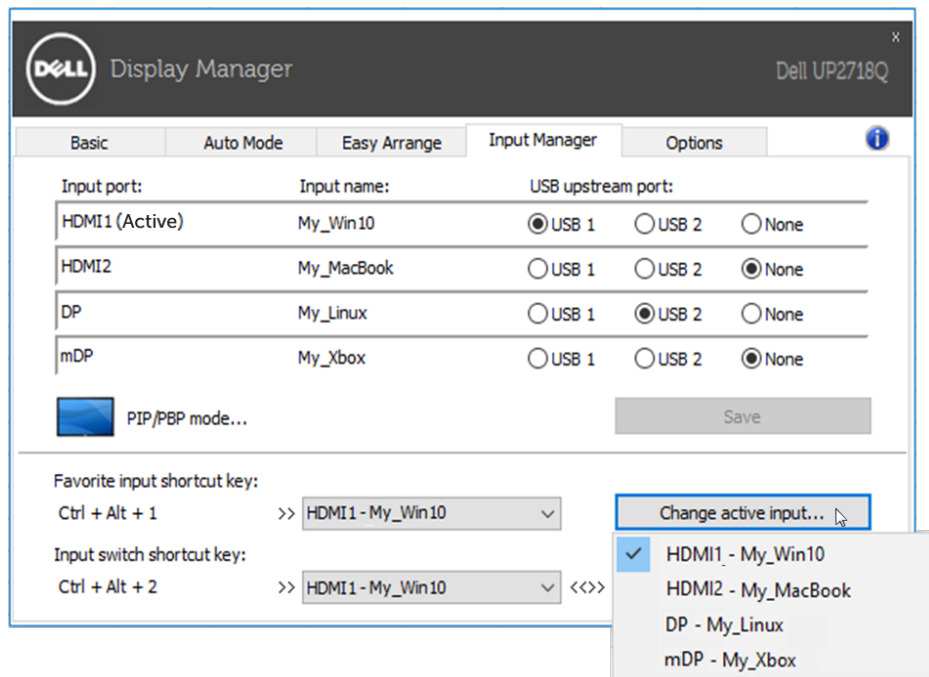 DELL Display Manager
x
Dell UP2718Q
Basic Auto Mode Easy Arrange Input Manager Options i
Input port: Input name: USB upstream port:
HDMI1 (Active) My_Win10 USB 1 USB 2 None
HDMI2 My_MacBook USB 1 USB 2 None
DP My_Linux USB 1 USB 2 None
mDP My_Xbox USB 1 USB 2 None
PIP/PBP mode... Save
Favorite input shortcut key:
Ctrl + Alt + 1 >> HDMI1 - My_Win10 Change active input...
Input switch shortcut key:
Ctrl + Alt + 2 >> HDMI1 - My_Win10 <<>>
HDMI1 - My_Win10
HDMI2 - My_MacBook
DP - My_Linux
mDP - My_Xbox